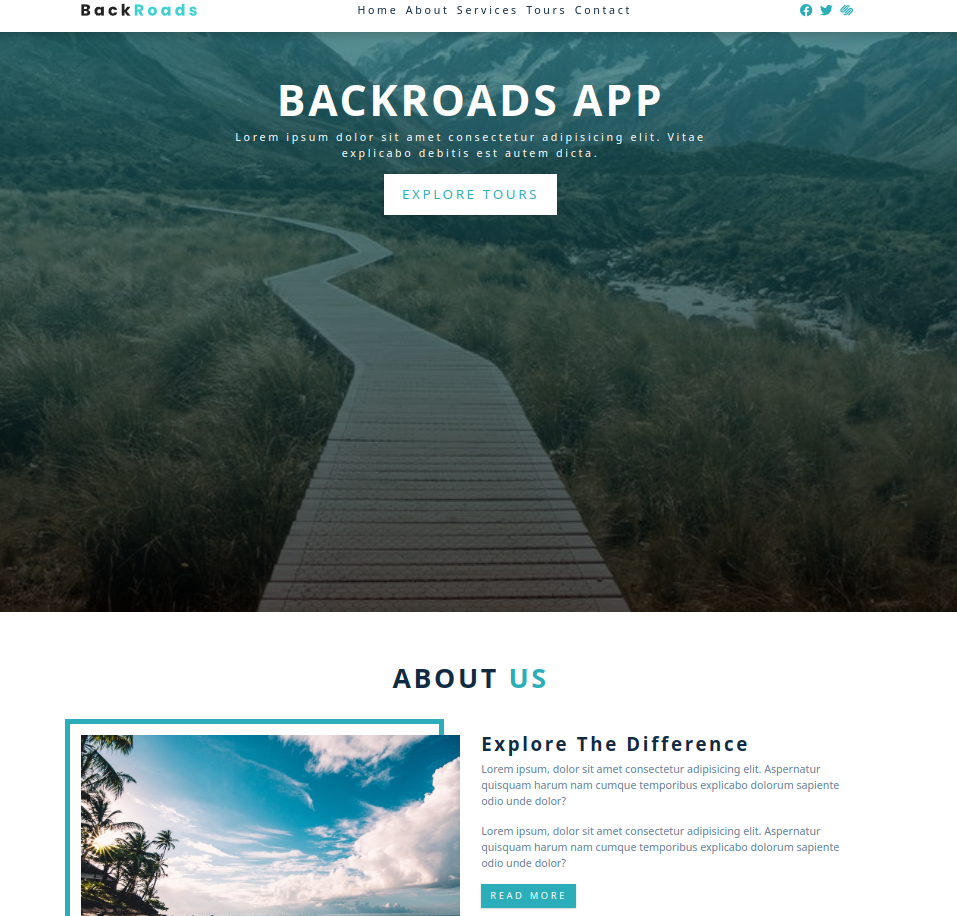 BackRoads
Home About Services Tours Contact
BACKROADS APP
Lorem ipsum dolor sit amet consectetur adipisicing elit. Vitae
explicabo debitis est autem dicta.
EXPLORE TOURS
ABOUT US
Explore The Difference
Lorem ipsum, dolor sit amet consectetur adipisicing elit. Aspernatur
quisquam harum nam cumque temporibus explicabo dolorum sapiente
odio unde dolor?
Lorem ipsum, dolor sit amet consectetur adipisicing elit. Aspernatur
quisquam harum nam cumque temporibus explicabo dolorum sapiente
odio unde dolor?
READ MORE